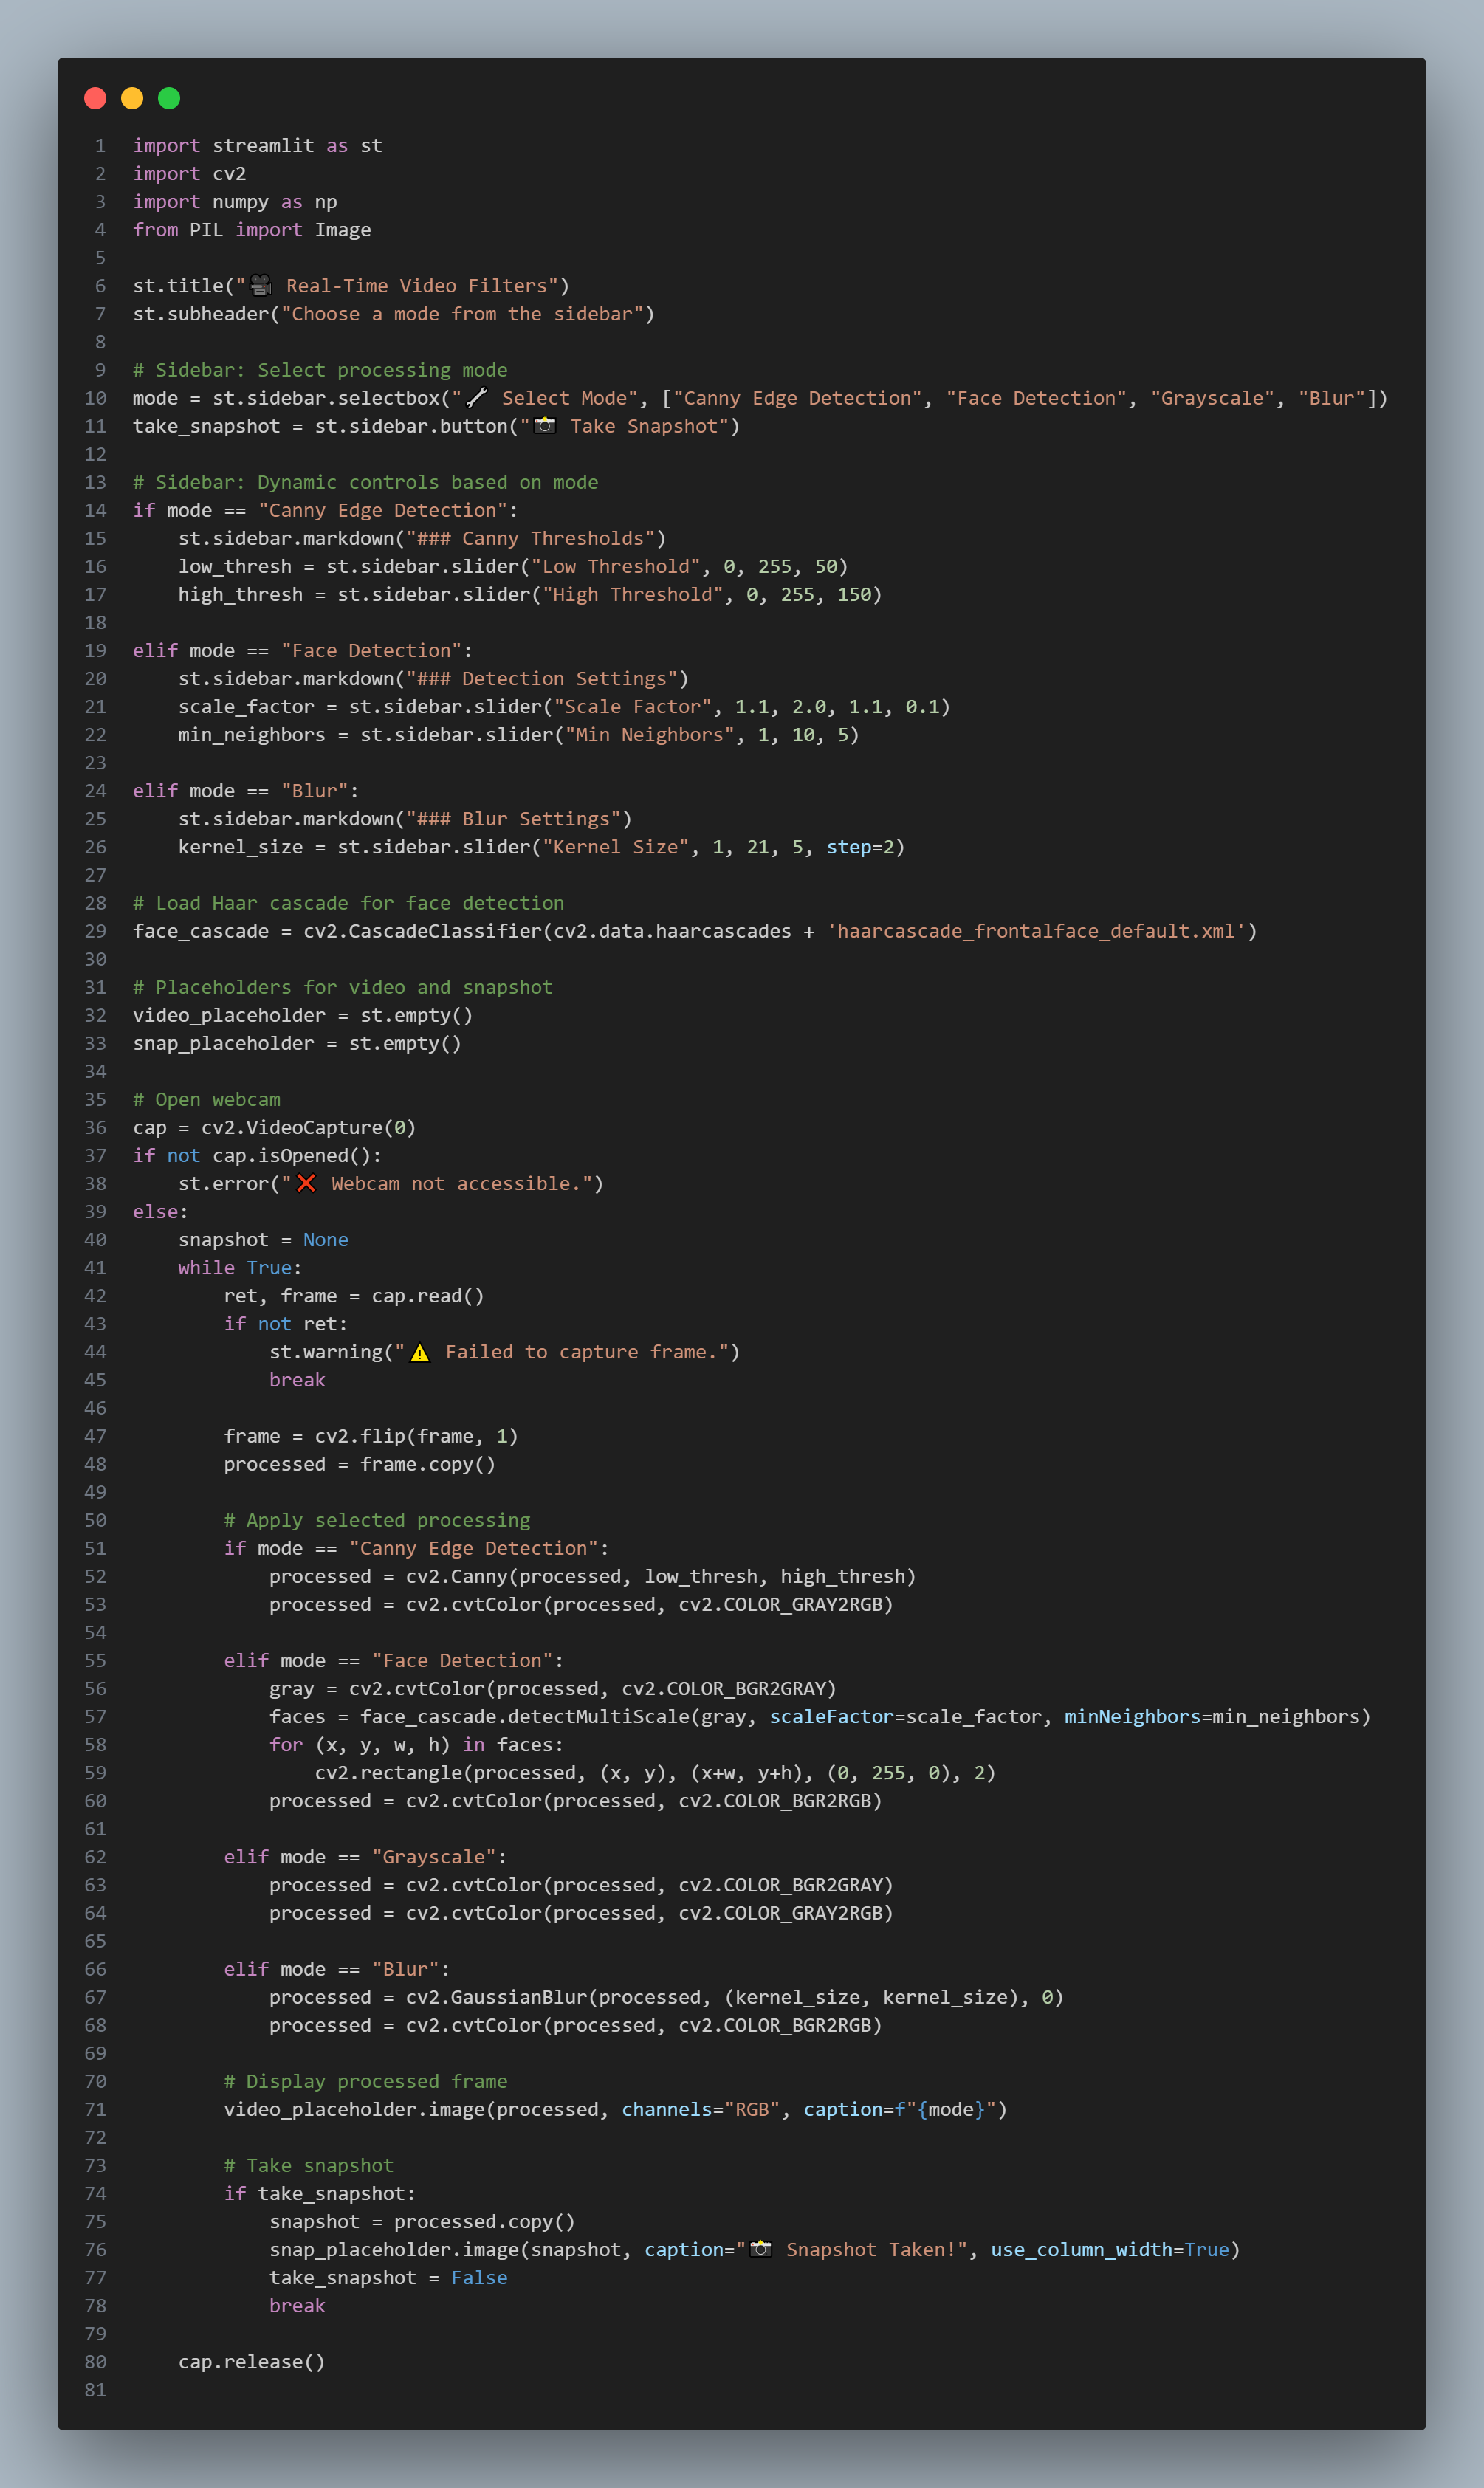 1 import streamlit as st
2 import cv2
3 import numpy as np
4 from PIL import Image
5
6 st.title("🎥 Real-Time Video Filters")
7 st.subheader("Choose a mode from the sidebar")
8
9 # Sidebar: Select processing mode
10 mode = st.sidebar.selectbox("🔧 Select Mode", ["Canny Edge Detection", "Face Detection", "Grayscale", "Blur"])
11 take_snapshot = st.sidebar.button("📸 Take Snapshot")
12
13 # Sidebar: Dynamic controls based on mode
14 if mode == "Canny Edge Detection":
15     st.sidebar.markdown("### Canny Thresholds")
16     low_thresh = st.sidebar.slider("Low Threshold", 0, 255, 50)
17     high_thresh = st.sidebar.slider("High Threshold", 0, 255, 150)
18
19 elif mode == "Face Detection":
20     st.sidebar.markdown("### Detection Settings")
21     scale_factor = st.sidebar.slider("Scale Factor", 1.1, 2.0, 1.1, 0.1)
22     min_neighbors = st.sidebar.slider("Min Neighbors", 1, 10, 5)
23
24 elif mode == "Blur":
25     st.sidebar.markdown("### Blur Settings")
26     kernel_size = st.sidebar.slider("Kernel Size", 1, 21, 5, step=2)
27
28 # Load Haar cascade for face detection
29 face_cascade = cv2.CascadeClassifier(cv2.data.haarcascades + 'haarcascade_frontalface_default.xml')
30
31 # Placeholders for video and snapshot
32 video_placeholder = st.empty()
33 snap_placeholder = st.empty()
34
35 # Open webcam
36 cap = cv2.VideoCapture(0)
37 if not cap.isOpened():
38     st.error("❌ Webcam not accessible.")
39 else:
40     snapshot = None
41     while True:
42         ret, frame = cap.read()
43         if not ret:
44             st.warning("⚠️ Failed to capture frame.")
45             break
46
47         frame = cv2.flip(frame, 1)
48         processed = frame.copy()
49
50         # Apply selected processing
51         if mode == "Canny Edge Detection":
52             processed = cv2.Canny(processed, low_thresh, high_thresh)
53             processed = cv2.cvtColor(processed, cv2.COLOR_GRAY2RGB)
54
55         elif mode == "Face Detection":
56             gray = cv2.cvtColor(processed, cv2.COLOR_BGR2GRAY)
57             faces = face_cascade.detectMultiScale(gray, scaleFactor=scale_factor, minNeighbors=min_neighbors)
58             for (x, y, w, h) in faces:
59                 cv2.rectangle(processed, (x, y), (x+w, y+h), (0, 255, 0), 2)
60             processed = cv2.cvtColor(processed, cv2.COLOR_BGR2RGB)
61
62         elif mode == "Grayscale":
63             processed = cv2.cvtColor(processed, cv2.COLOR_BGR2GRAY)
64             processed = cv2.cvtColor(processed, cv2.COLOR_GRAY2RGB)
65
66         elif mode == "Blur":
67             processed = cv2.GaussianBlur(processed, (kernel_size, kernel_size), 0)
68             processed = cv2.cvtColor(processed, cv2.COLOR_BGR2RGB)
69
70         # Display processed frame
71         video_placeholder.image(processed, channels="RGB", caption=f"{mode}")
72
73         # Take snapshot
74         if take_snapshot:
75             snapshot = processed.copy()
76             snap_placeholder.image(snapshot, caption="📸 Snapshot Taken!", use_column_width=True)
77             take_snapshot = False
78             break
79
80     cap.release()
81